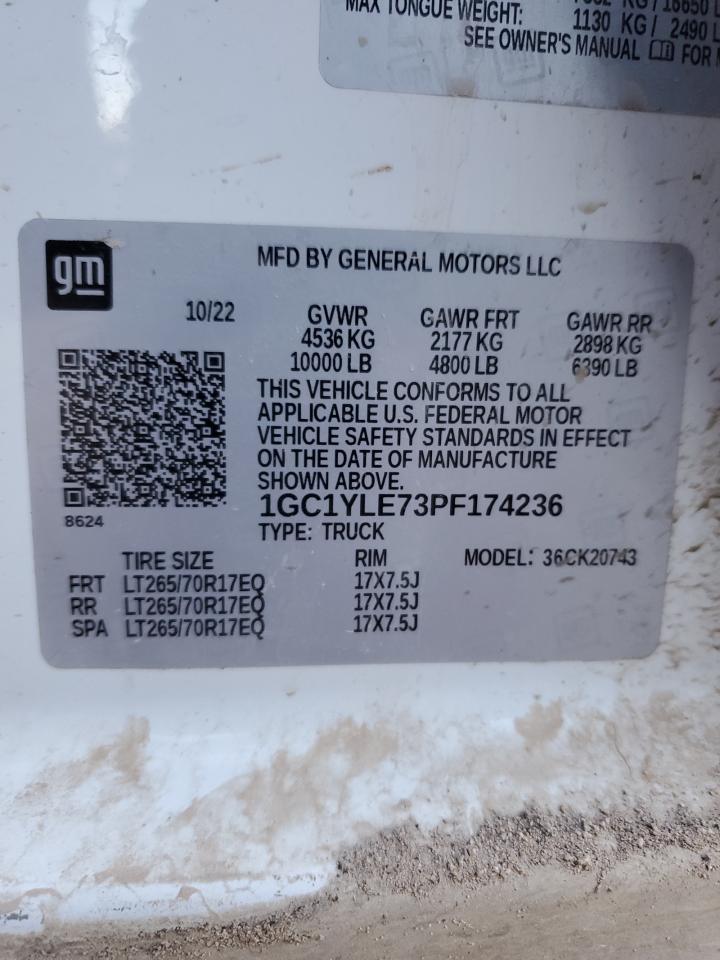 KG/16650 L
MAX TONGUE WEIGHT: 1130 KG/ 2490 L
SEE OWNER'S MANUAL FOR
gm
MFD BY GENERAL MOTORS LLC
10/22 GVWR GAWR FRT GAWR RR
4536 KG 2177 KG 2898 KG
10000 LB 4800 LB 6390 LB
THIS VEHICLE CONFORMS TO ALL
APPLICABLE U.S. FEDERAL MOTOR
VEHICLE SAFETY STANDARDS IN EFFECT
ON THE DATE OF MANUFACTURE
SHOWN ABOVE.
8624
1GC1YLE73PF174236
TYPE: TRUCK
TIRE SIZE RIM MODEL: 36CK20743
FRT LT265/70R17EQ 17X7.5J
RR LT265/70R17EQ 17X7.5J
SPA LT265/70R17EQ 17X7.5J